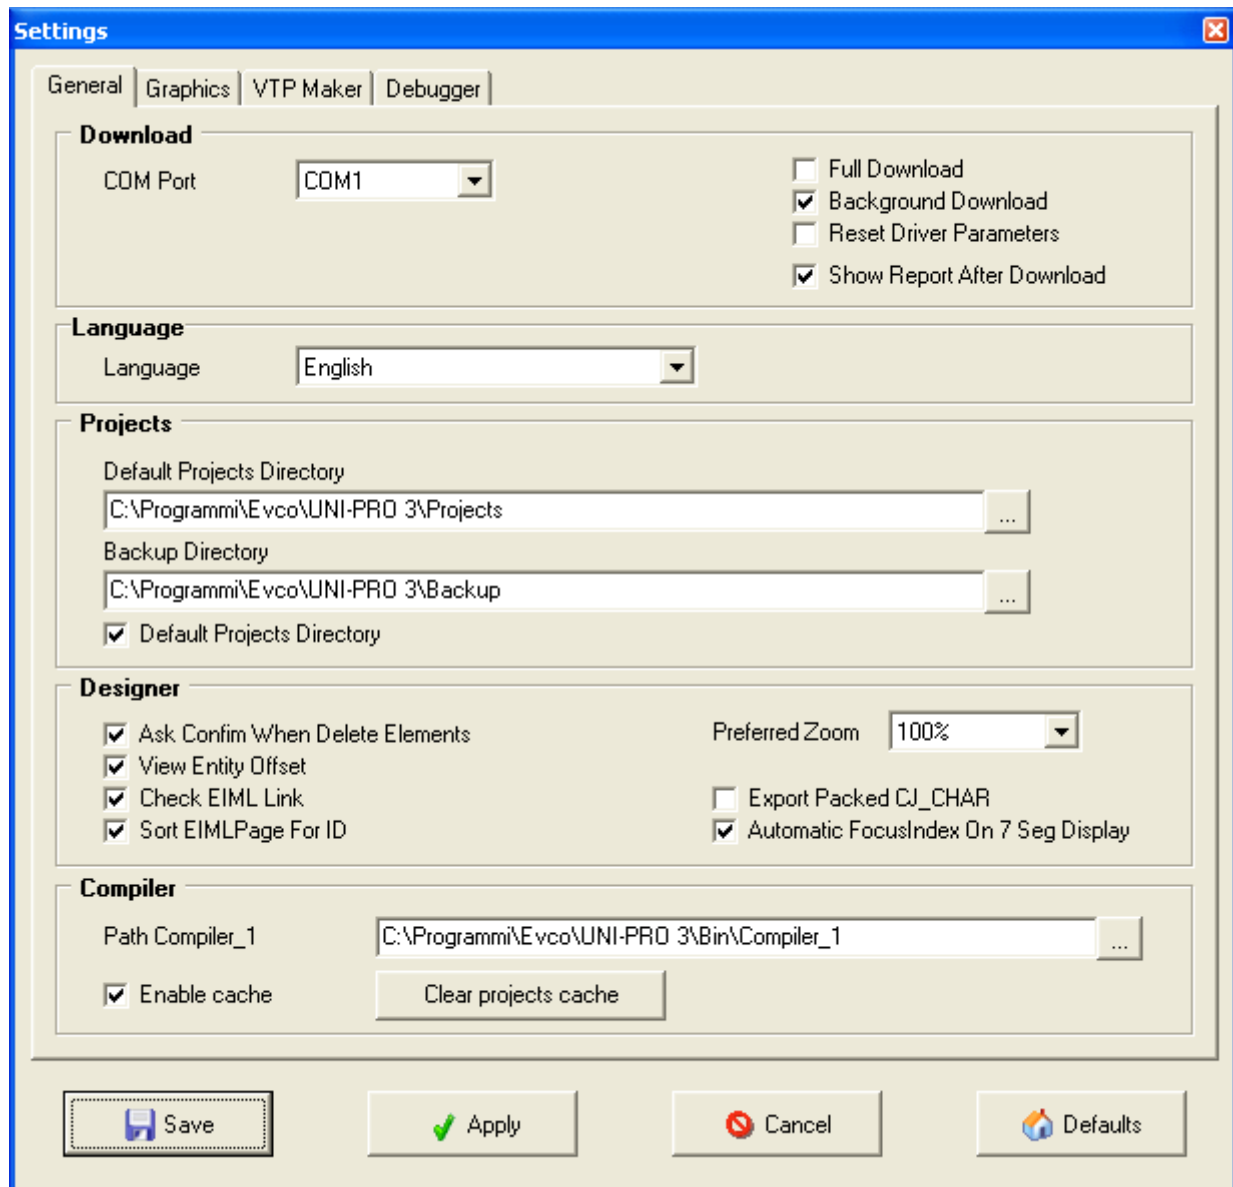 Settings
General Graphics VTP Maker Debugger
Download
COM Port COM1
Full Download
Background Download
Reset Driver Parameters
Show Report After Download
Language
Language English
Projects
Default Projects Directory
C:\Programmi\Evco\UNI-PRO 3\Projects ...
Backup Directory
C:\Programmi\Evco\UNI-PRO 3\Backup ...
Default Projects Directory
Designer
Ask Confim When Delete Elements Preferred Zoom 100%
View Entity Offset
Check EIML Link Export Packed CJ_CHAR
Sort EIMLPage For ID Automatic FocusIndex On 7 Seg Display
Compiler
Path Compiler_1 C:\Programmi\Evco\UNI-PRO 3\Bin\Compiler_1 ...
Enable cache Clear projects cache
Save Apply Cancel Defaults